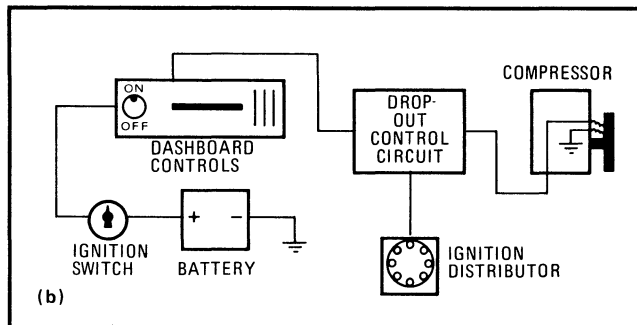 ON
OFF
DASHBOARD
CONTROLS
DROP-
OUT
CONTROL
CIRCUIT
COMPRESSOR
IGNITION
SWITCH
+ −
BATTERY
IGNITION
DISTRIBUTOR
(b)